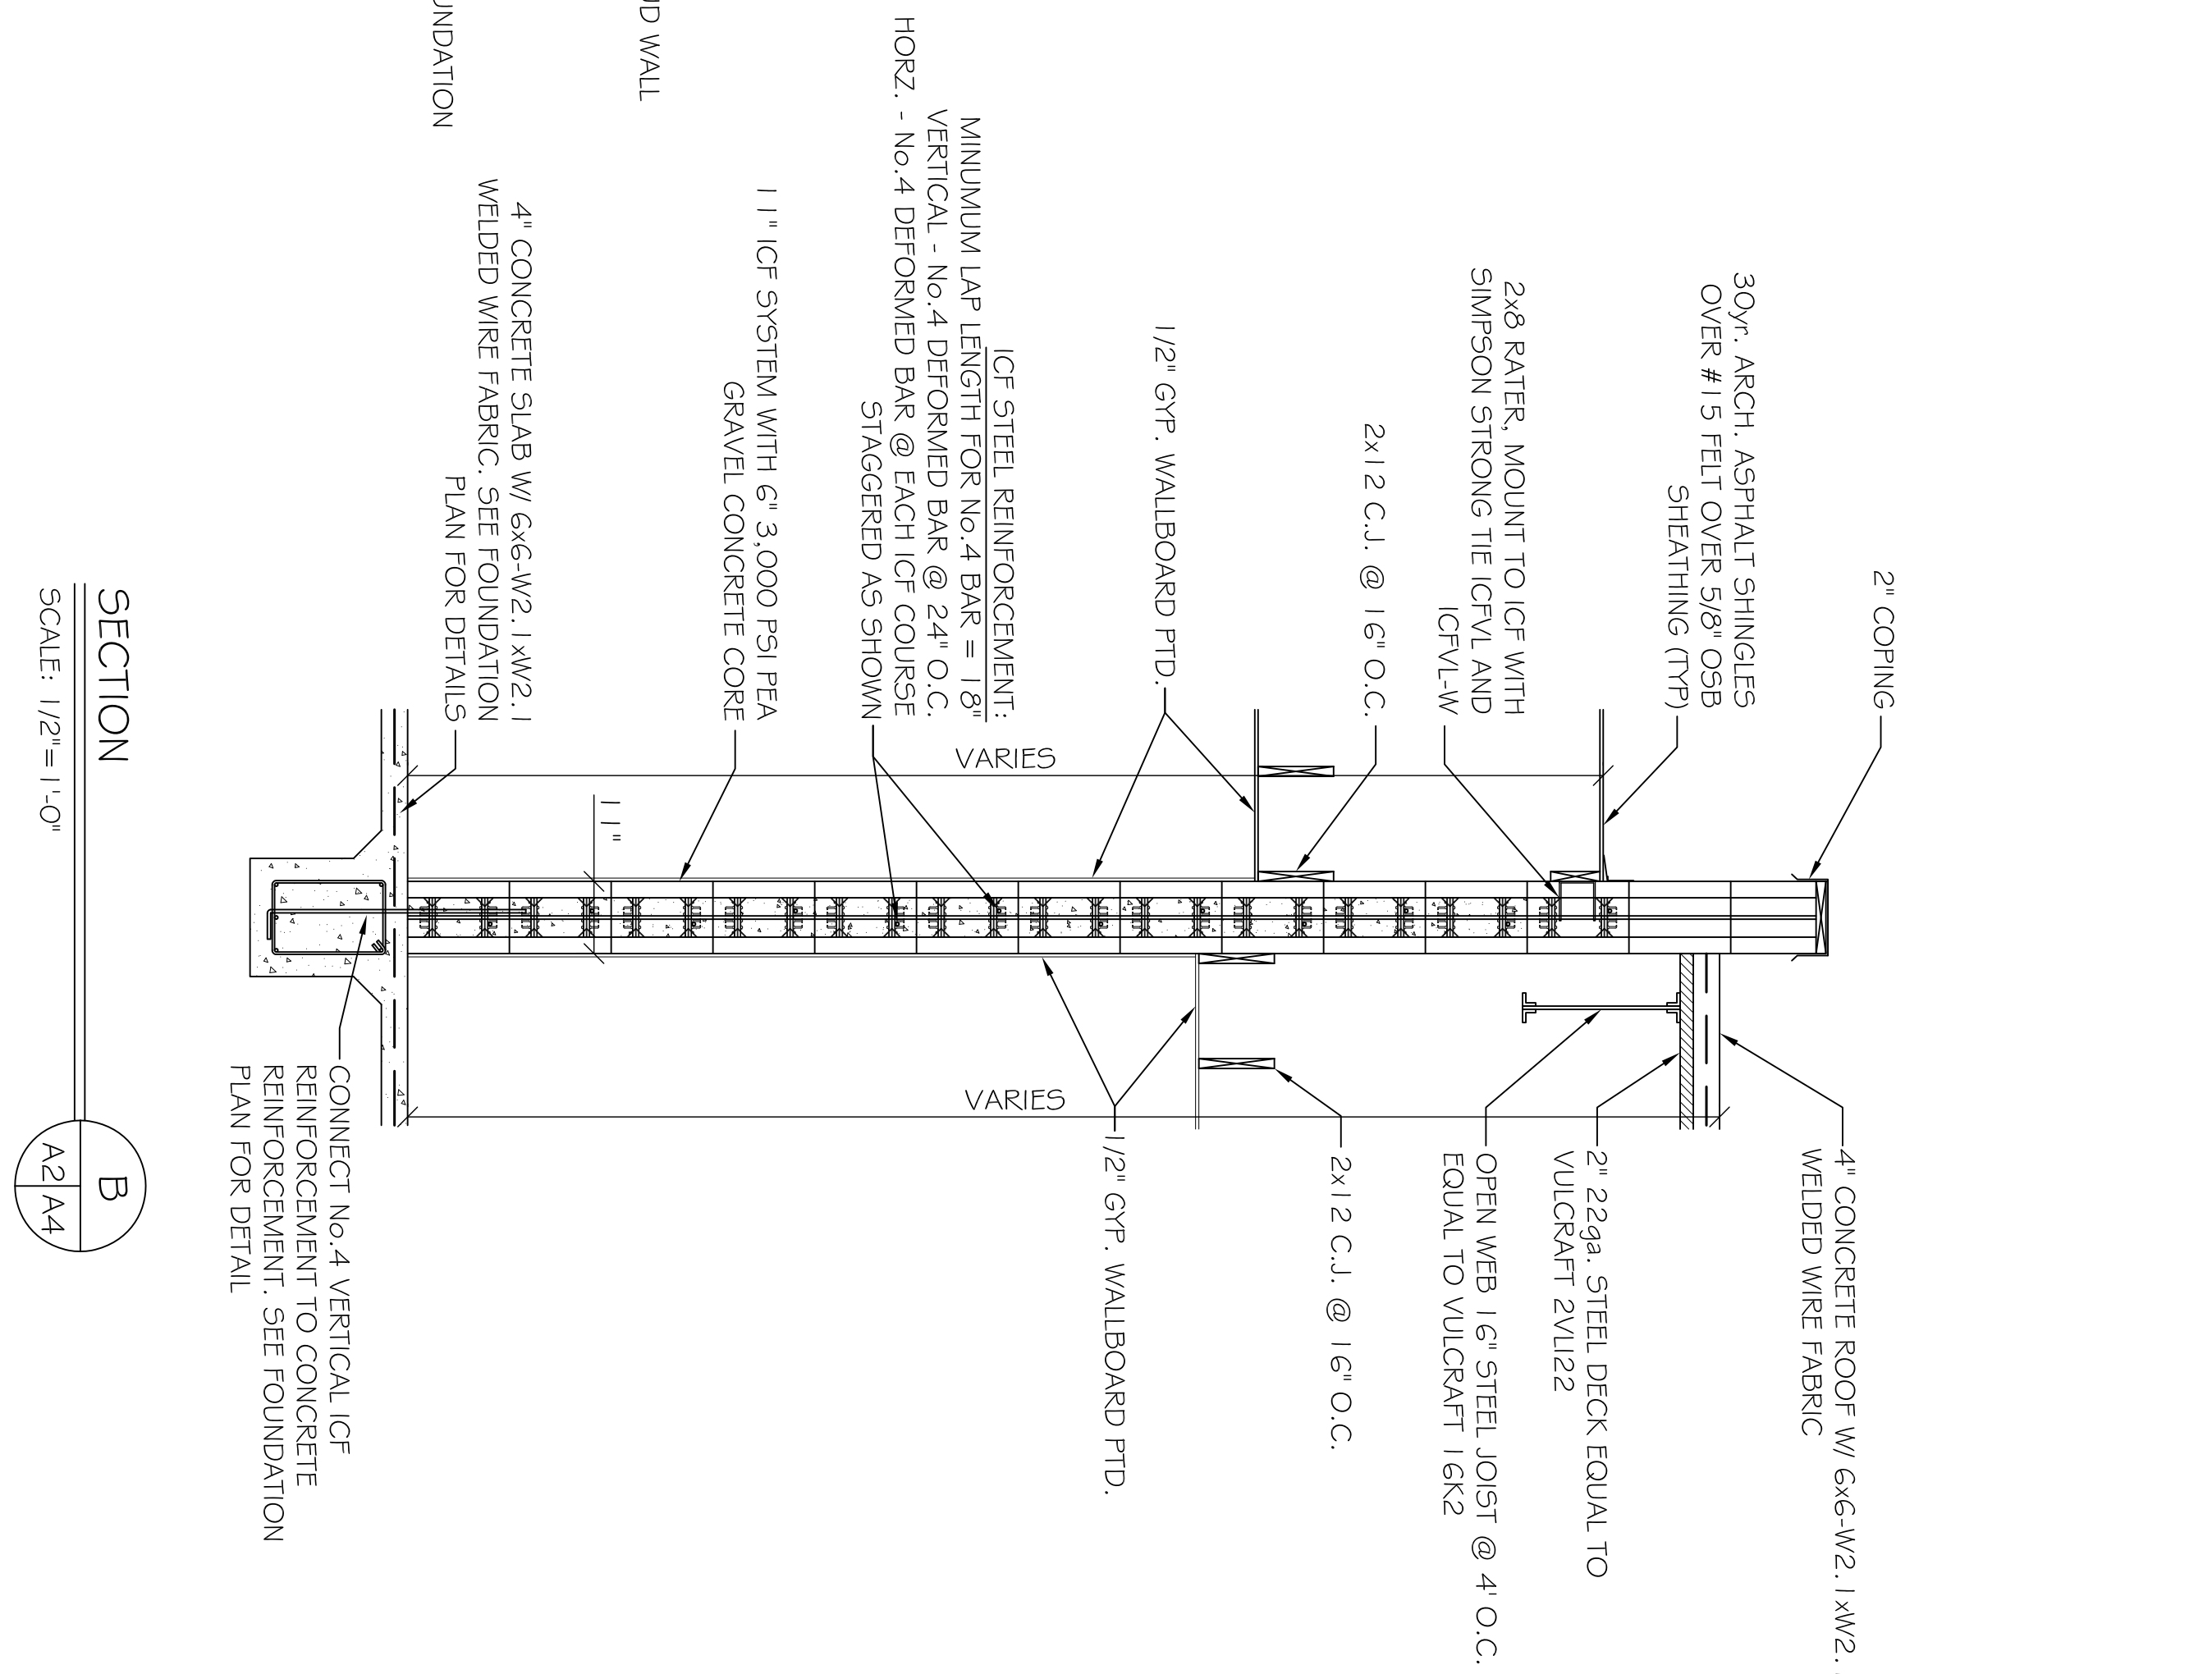 2" COPING
30yr. ARCH. ASPHALT SHINGLES
OVER #15 FELT OVER 5/8" OSB
SHEATHING (TYP)
2x8 RATER, MOUNT TO ICF WITH
SIMPSON STRONG TIE ICFVL AND
ICFVL-W
2x12 C.J. @ 16" O.C.
1/2" GYP. WALLBOARD PTD.
ICF STEEL REINFORCEMENT:
MINUMUM LAP LENGTH FOR No.4 BAR = 18"
VERTICAL - No.4 DEFORMED BAR @ 24" O.C.
HORZ. - No.4 DEFORMED BAR @ EACH ICF COURSE
STAGGERED AS SHOWN
11" ICF SYSTEM WITH 6" 3,000 PSI PEA
GRAVEL CONCRETE CORE
4" CONCRETE SLAB W/ 6x6-W2.1xW2.1
WELDED WIRE FABRIC. SEE FOUNDATION
PLAN FOR DETAILS
UD WALL
UNDATION
VARIES
11"
VARIES
4" CONCRETE ROOF W/ 6x6-W2.1xW2.
WELDED WIRE FABRIC
2" 22ga. STEEL DECK EQUAL TO
VULCRAFT 2VLI22
OPEN WEB 16" STEEL JOIST @ 4' O.C.
EQUAL TO VULCRAFT 16K2
2x12 C.J. @ 16" O.C.
1/2" GYP. WALLBOARD PTD.
CONNECT No.4 VERTICAL ICF
REINFORCEMENT TO CONCRETE
REINFORCEMENT. SEE FOUNDATION
PLAN FOR DETAIL
SECTION
SCALE: 1/2"=1'-0"
B
A2 A4